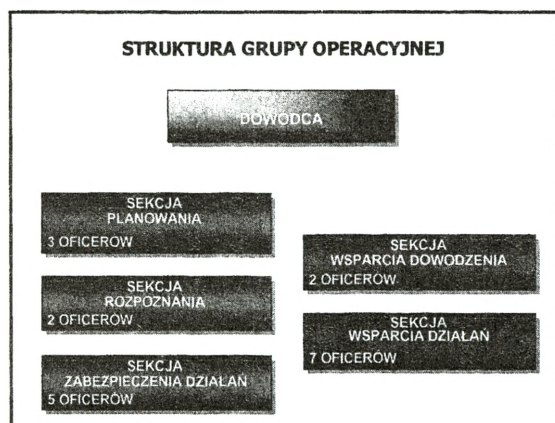 STRUKTURA GRUPY OPERACYJNEJ
DOWODCA
SEKCJA
PLANOWANIA
3 OFICERÓW
SEKCJA
ROZPOZNANIA
2 OFICERÓW
SEKCJA
ZABEZPIECZENIA DZIAŁAŃ
5 OFICERÓW
SEKCJA
WSPARCIA DOWODZENIA
2 OFICERÓW
SEKCJA
WSPARCIA DZIAŁAŃ
7 OFICERÓW